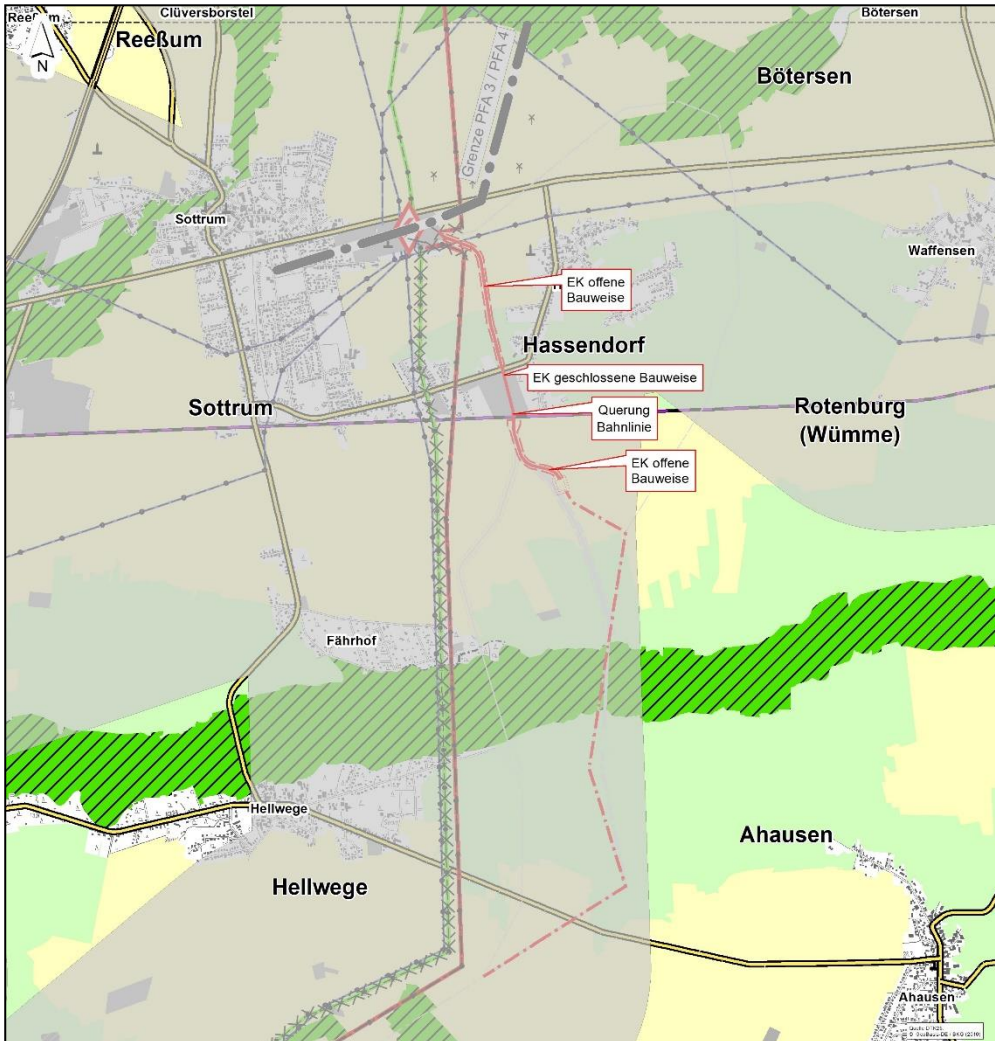 Clüversborstel
Reeßum
Bötersen
Reeßum
N
Bötersen
Grenze PFA 3 / PFA 4
Sottrum
Waffensen
EK offene
Bauweise
Hassendorf
EK geschlossene Bauweise
Sottrum
Querung
Bahnlinie
Rotenburg
(Wümme)
EK offene
Bauweise
Fährhof
Hellwege
Ahausen
Hellwege
Ahausen